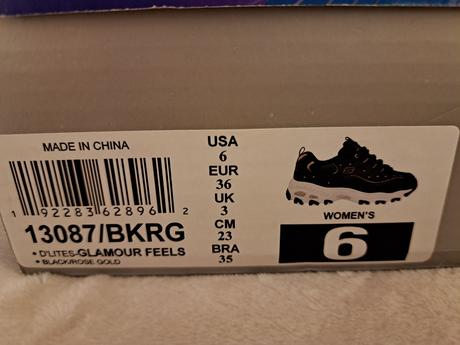 MADE IN CHINA
1 92283 62896 2
13087/BKRG
• D'LITES-GLAMOUR FEELS
• BLACK/ROSE GOLD
USA
6
EUR
36
UK
3
CM
23
BRA
35
WOMEN'S
6